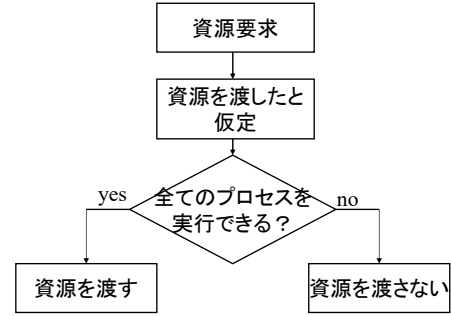 資源要求
資源を渡したと
仮定
yes
全てのプロセスを
実行できる？
no
資源を渡す
資源を渡さない